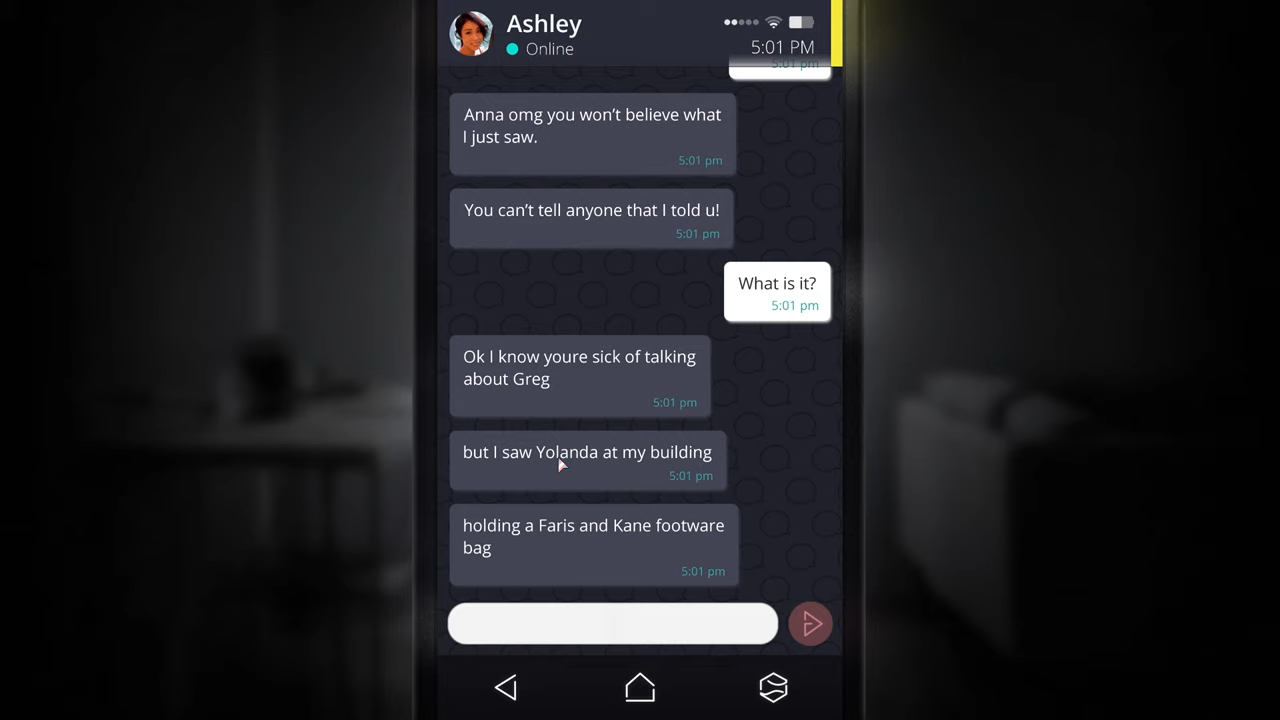 Ashley
Online
5:01 PM
5:01 pm
Anna omg you won't believe what
I just saw.
5:01 pm
You can't tell anyone that I told u!
5:01 pm
What is it?
5:01 pm
Ok I know youre sick of talking
about Greg
5:01 pm
but I saw Yolanda at my building
5:01 pm
holding a Faris and Kane footware
bag
5:01 pm